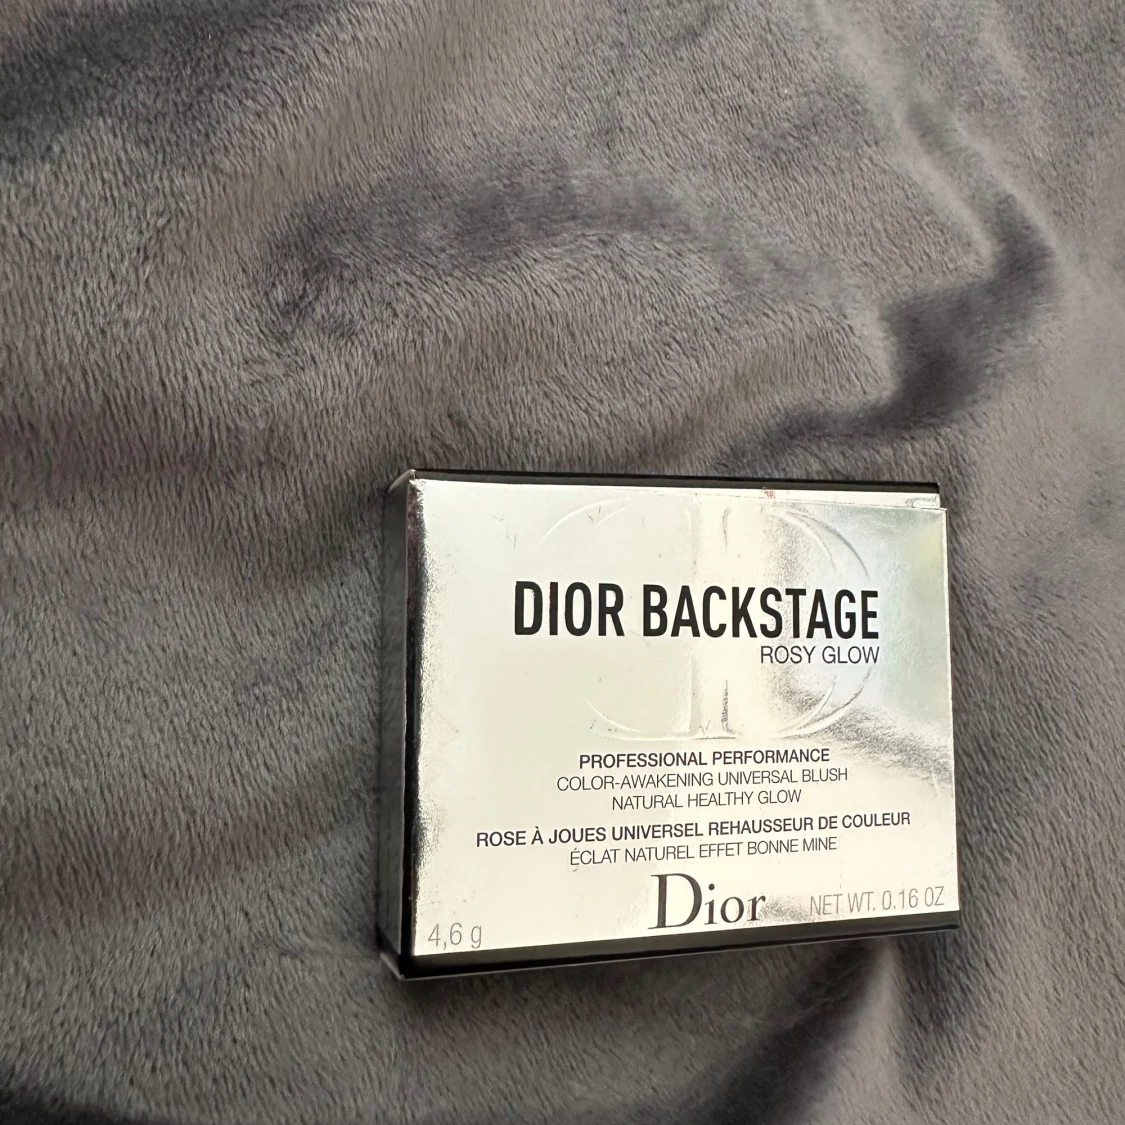 DIOR BACKSTAGE
ROSY GLOW
PROFESSIONAL PERFORMANCE
COLOR-AWAKENING UNIVERSAL BLUSH
NATURAL HEALTHY GLOW
ROSE À JOUES UNIVERSEL REHAUSSEUR DE COULEUR
ÉCLAT NATUREL EFFET BONNE MINE
Dior
4,6 g
NET WT. 0.16 OZ